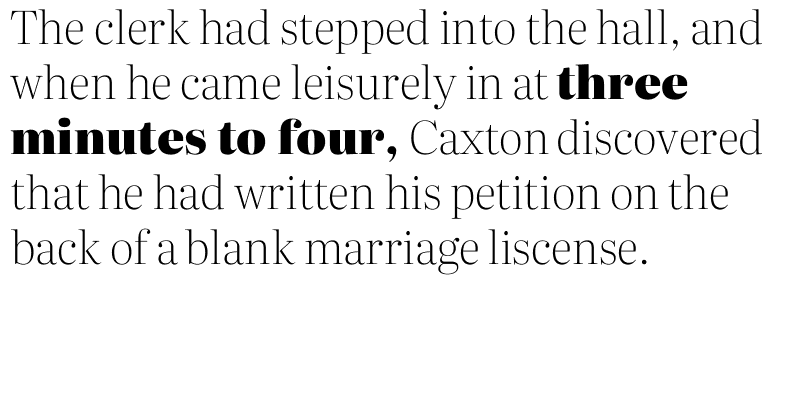 The clerk had stepped into the hall, and
when he came leisurely in at three
minutes to four, Caxton discovered
that he had written his petition on the
back of a blank marriage liscense.